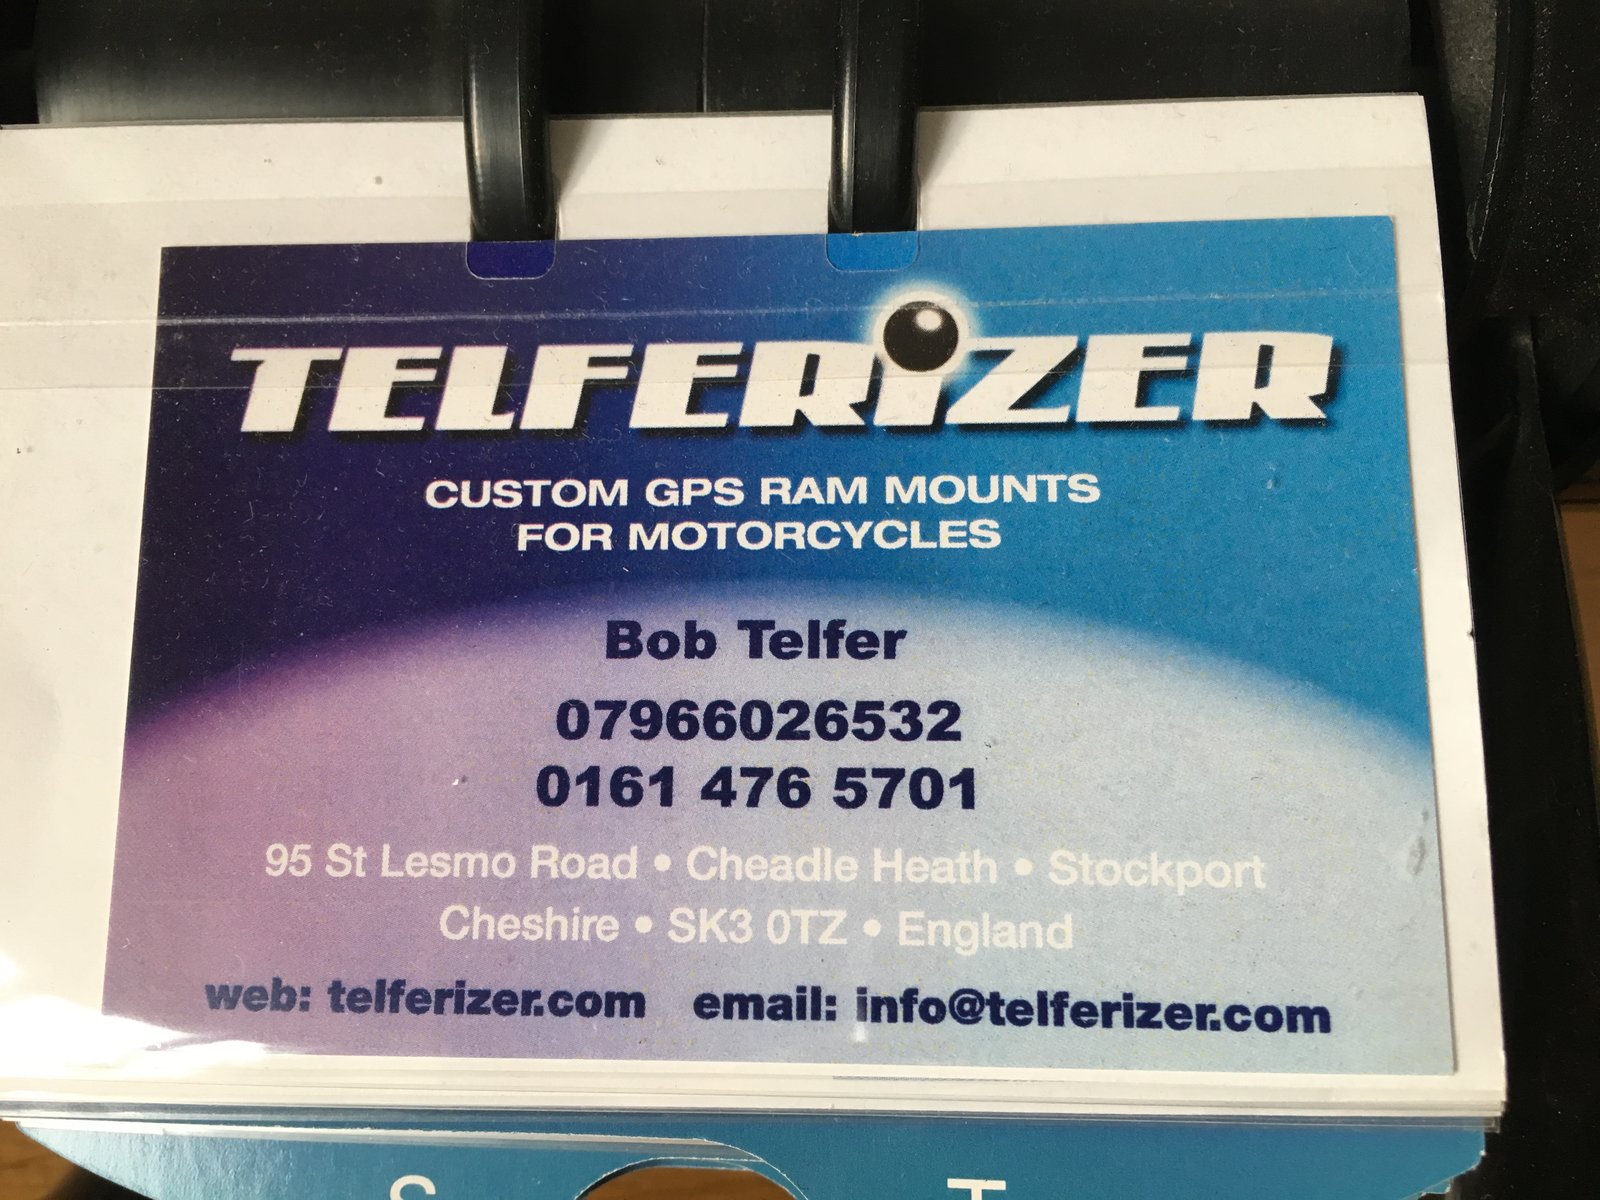 TELFERiZER
CUSTOM GPS RAM MOUNTS
FOR MOTORCYCLES
Bob Telfer
07966026532
0161 476 5701
95 St Lesmo Road • Cheadle Heath • Stockport
Cheshire • SK3 0TZ • England
web: telferizer.com email: info@telferizer.com
S T